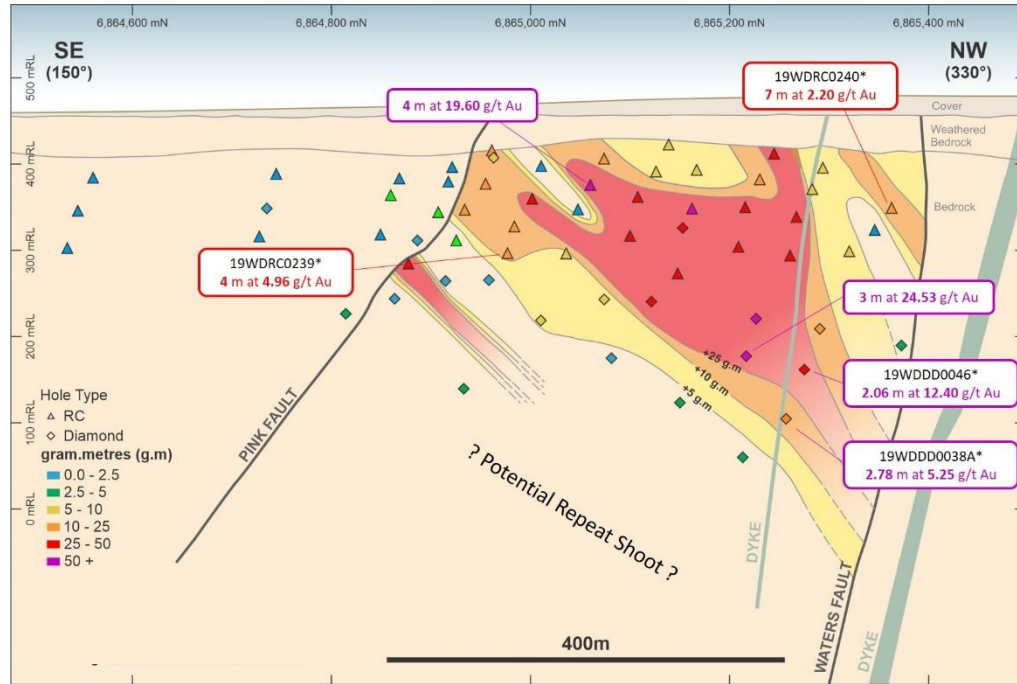 6,864,600 mN
6,864,800 mN
6,865,000 mN
6,865,200 mN
6,865,400 mN
SE
(150°)
NW
(330°)
500 mRL
400 mRL
300 mRL
200 mRL
100 mRL
0 mRL
4 m at 19.60 g/t Au
19WDRC0240*
7 m at 2.20 g/t Au
Cover
Weathered
Bedrock
Bedrock
19WDRC0239*
4 m at 4.96 g/t Au
3 m at 24.53 g/t Au
19WDDD0046*
2.06 m at 12.40 g/t Au
19WDDD0038A*
2.78 m at 5.25 g/t Au
+25 g.m
+10 g.m
+5 g.m
PINK FAULT
? Potential Repeat Shoot ?
DYKE
WATERS FAULT
DYKE
Hole Type
RC
Diamond
gram.metres (g.m)
0.0 - 2.5
2.5 - 5
5 - 10
10 - 25
25 - 50
50 +
400m